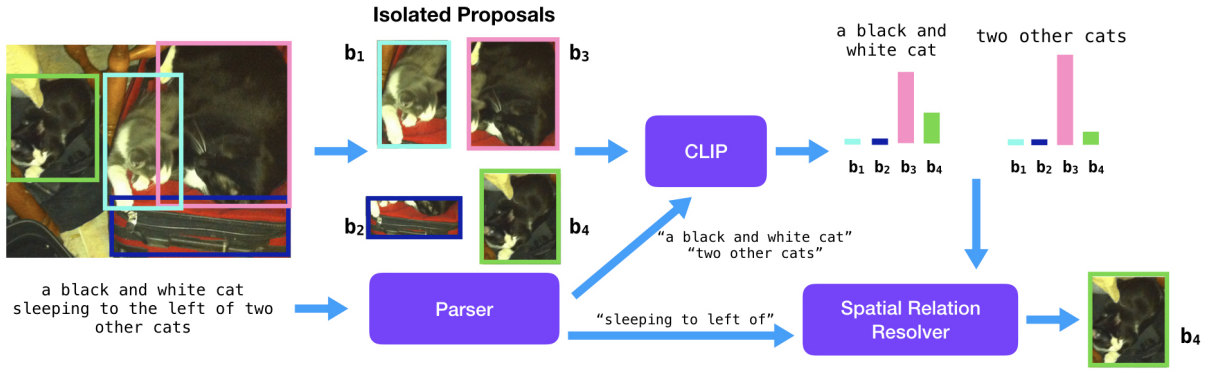 Isolated Proposals
b1
b3
b2
b4
a black and white cat
sleeping to the left of two
other cats
Parser
CLIP
“a black and white cat”
“two other cats”
“sleeping to left of”
a black and
white cat
two other cats
b1 b2 b3 b4
b1 b2 b3 b4
Spatial Relation
Resolver
b4